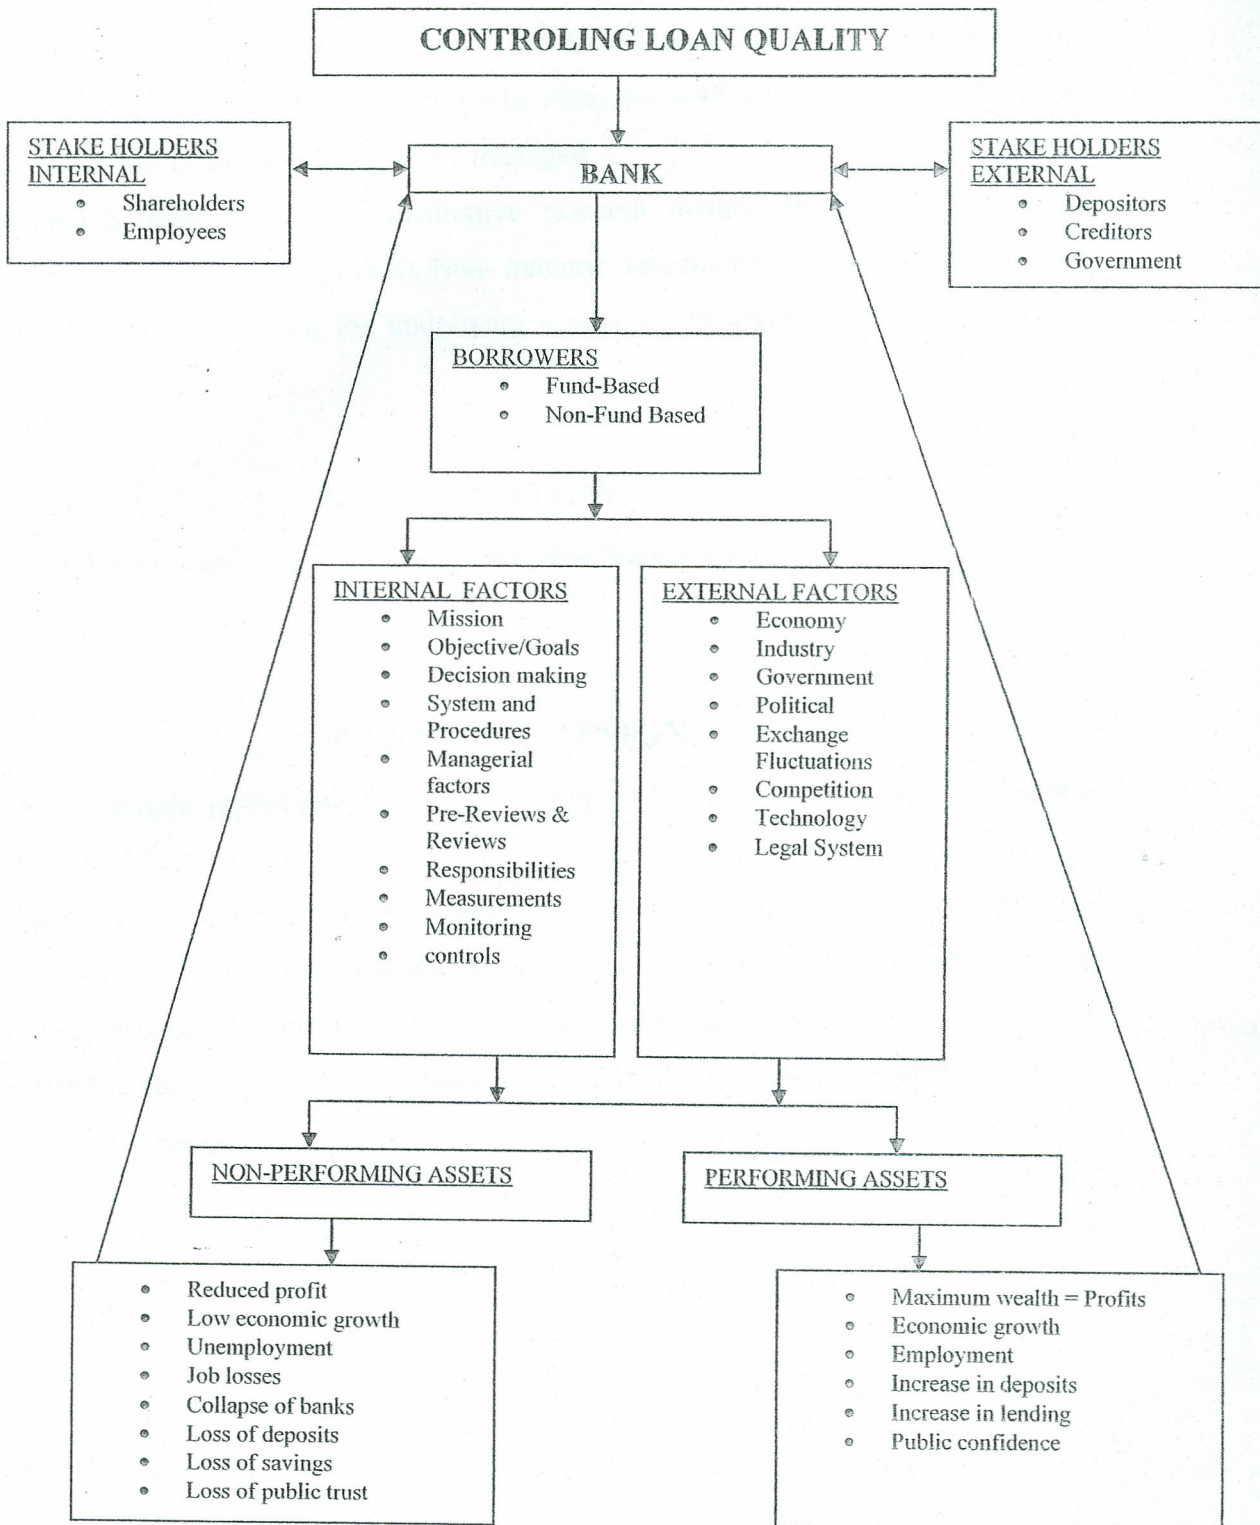 CONTROLING LOAN QUALITY
STAKE HOLDERS
INTERNAL
• Shareholders
• Employees
BANK
STAKE HOLDERS
EXTERNAL
• Depositors
• Creditors
• Government
BORROWERS
• Fund-Based
• Non-Fund Based
INTERNAL FACTORS
• Mission
• Objective/Goals
• Decision making
• System and
Procedures
• Managerial
factors
• Pre-Reviews &
Reviews
• Responsibilities
• Measurements
• Monitoring
• controls
EXTERNAL FACTORS
• Economy
• Industry
• Government
• Political
• Exchange
Fluctuations
• Competition
• Technology
• Legal System
NON-PERFORMING ASSETS
PERFORMING ASSETS
• Reduced profit
• Low economic growth
• Unemployment
• Job losses
• Collapse of banks
• Loss of deposits
• Loss of savings
• Loss of public trust
• Maximum wealth = Profits
• Economic growth
• Employment
• Increase in deposits
• Increase in lending
• Public confidence